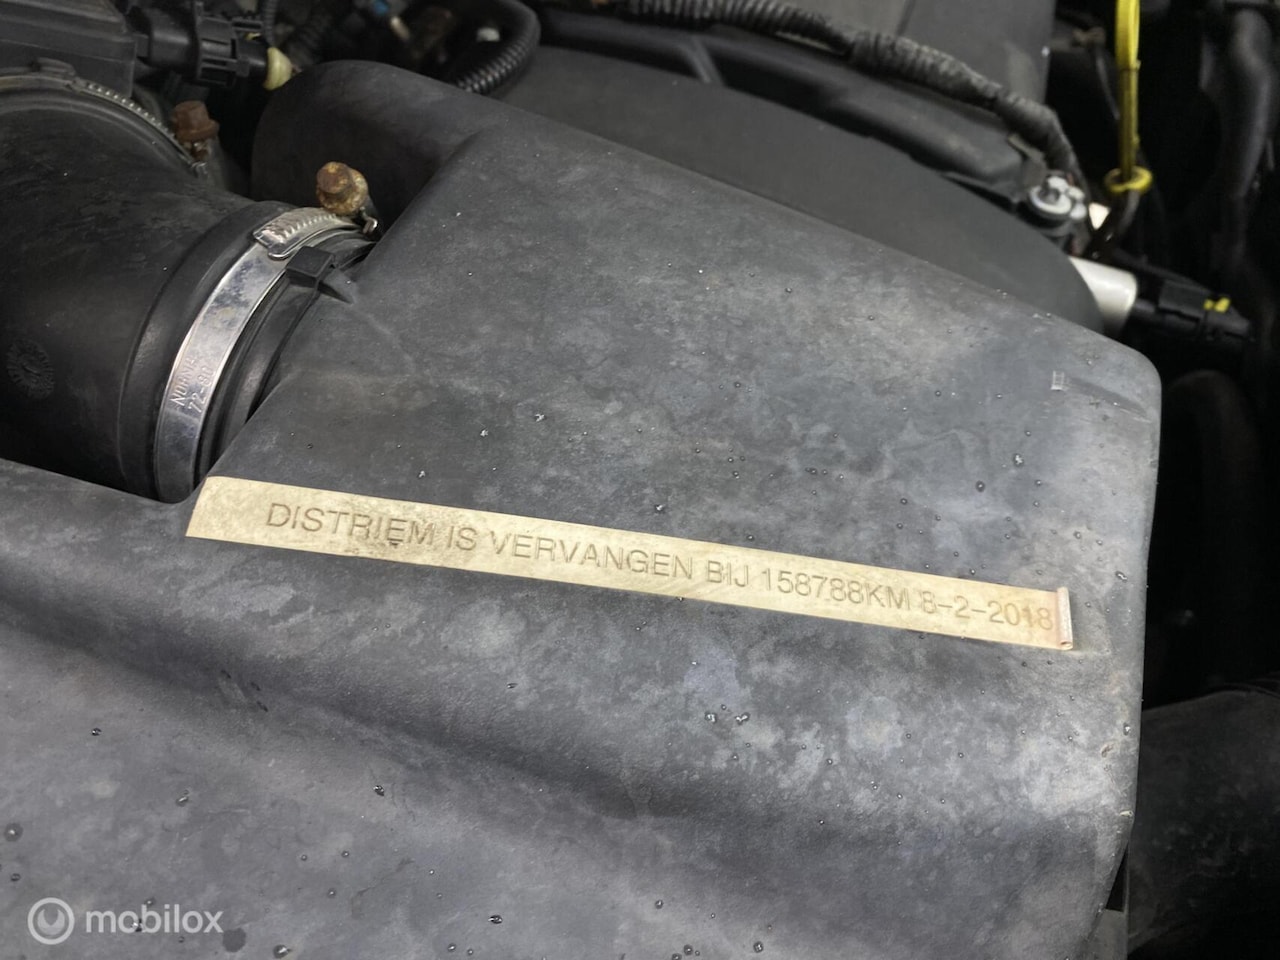 DISTRIEM IS VERVANGEN BIJ 158788KM 8-2-2018
mobilox